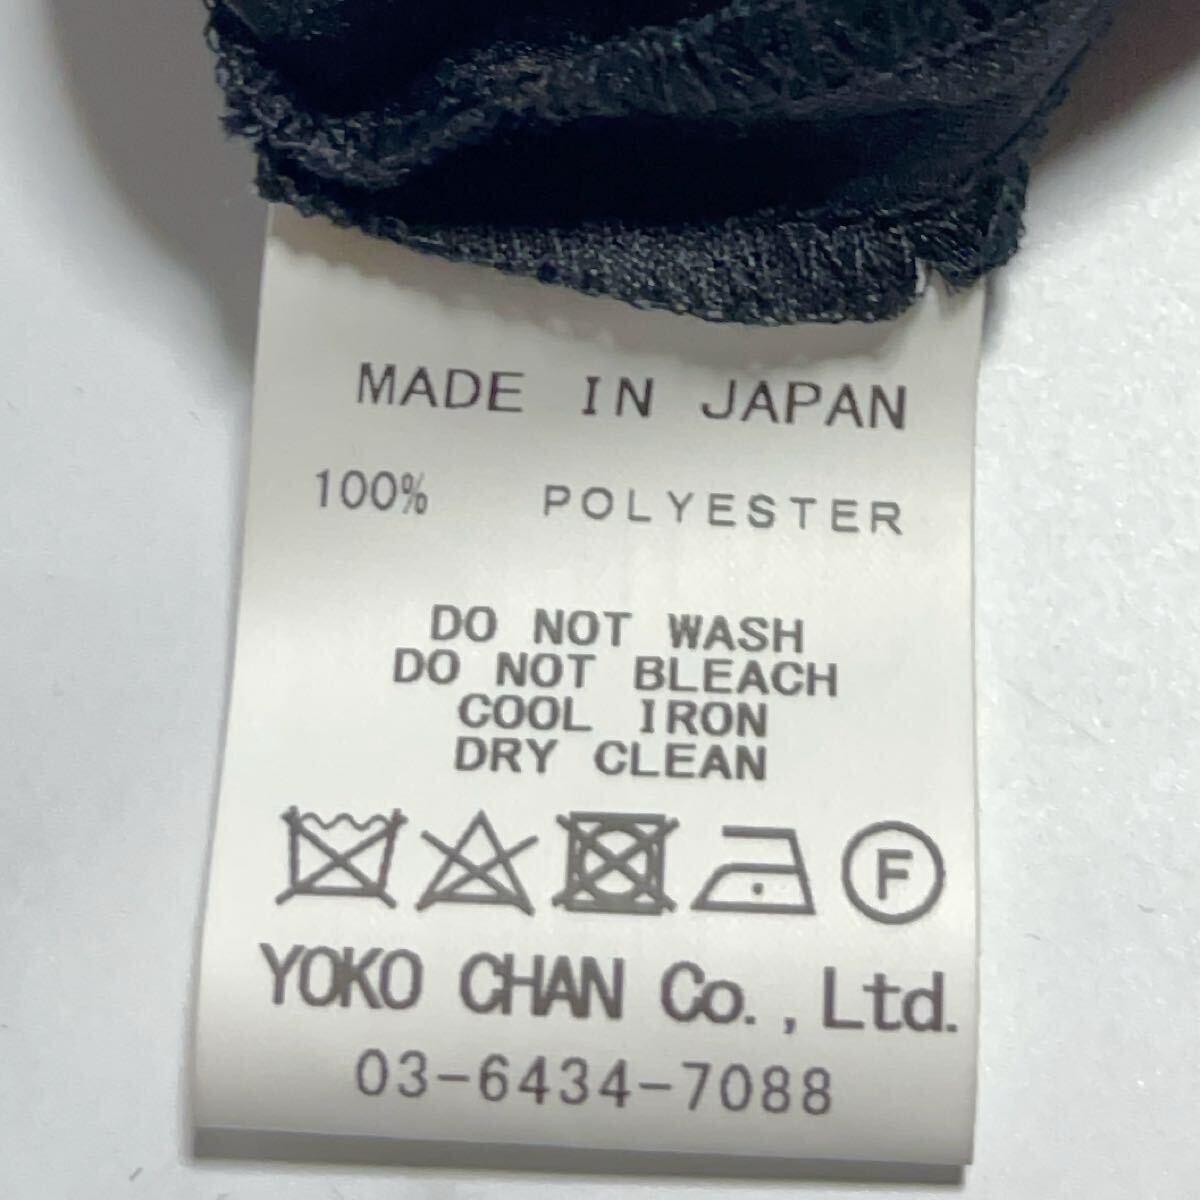 MADE IN JAPAN
100% POLYESTER
DO NOT WASH
DO NOT BLEACH
COOL IRON
DRY CLEAN
F
YOKO CHAN Co., Ltd.
03-6434-7088